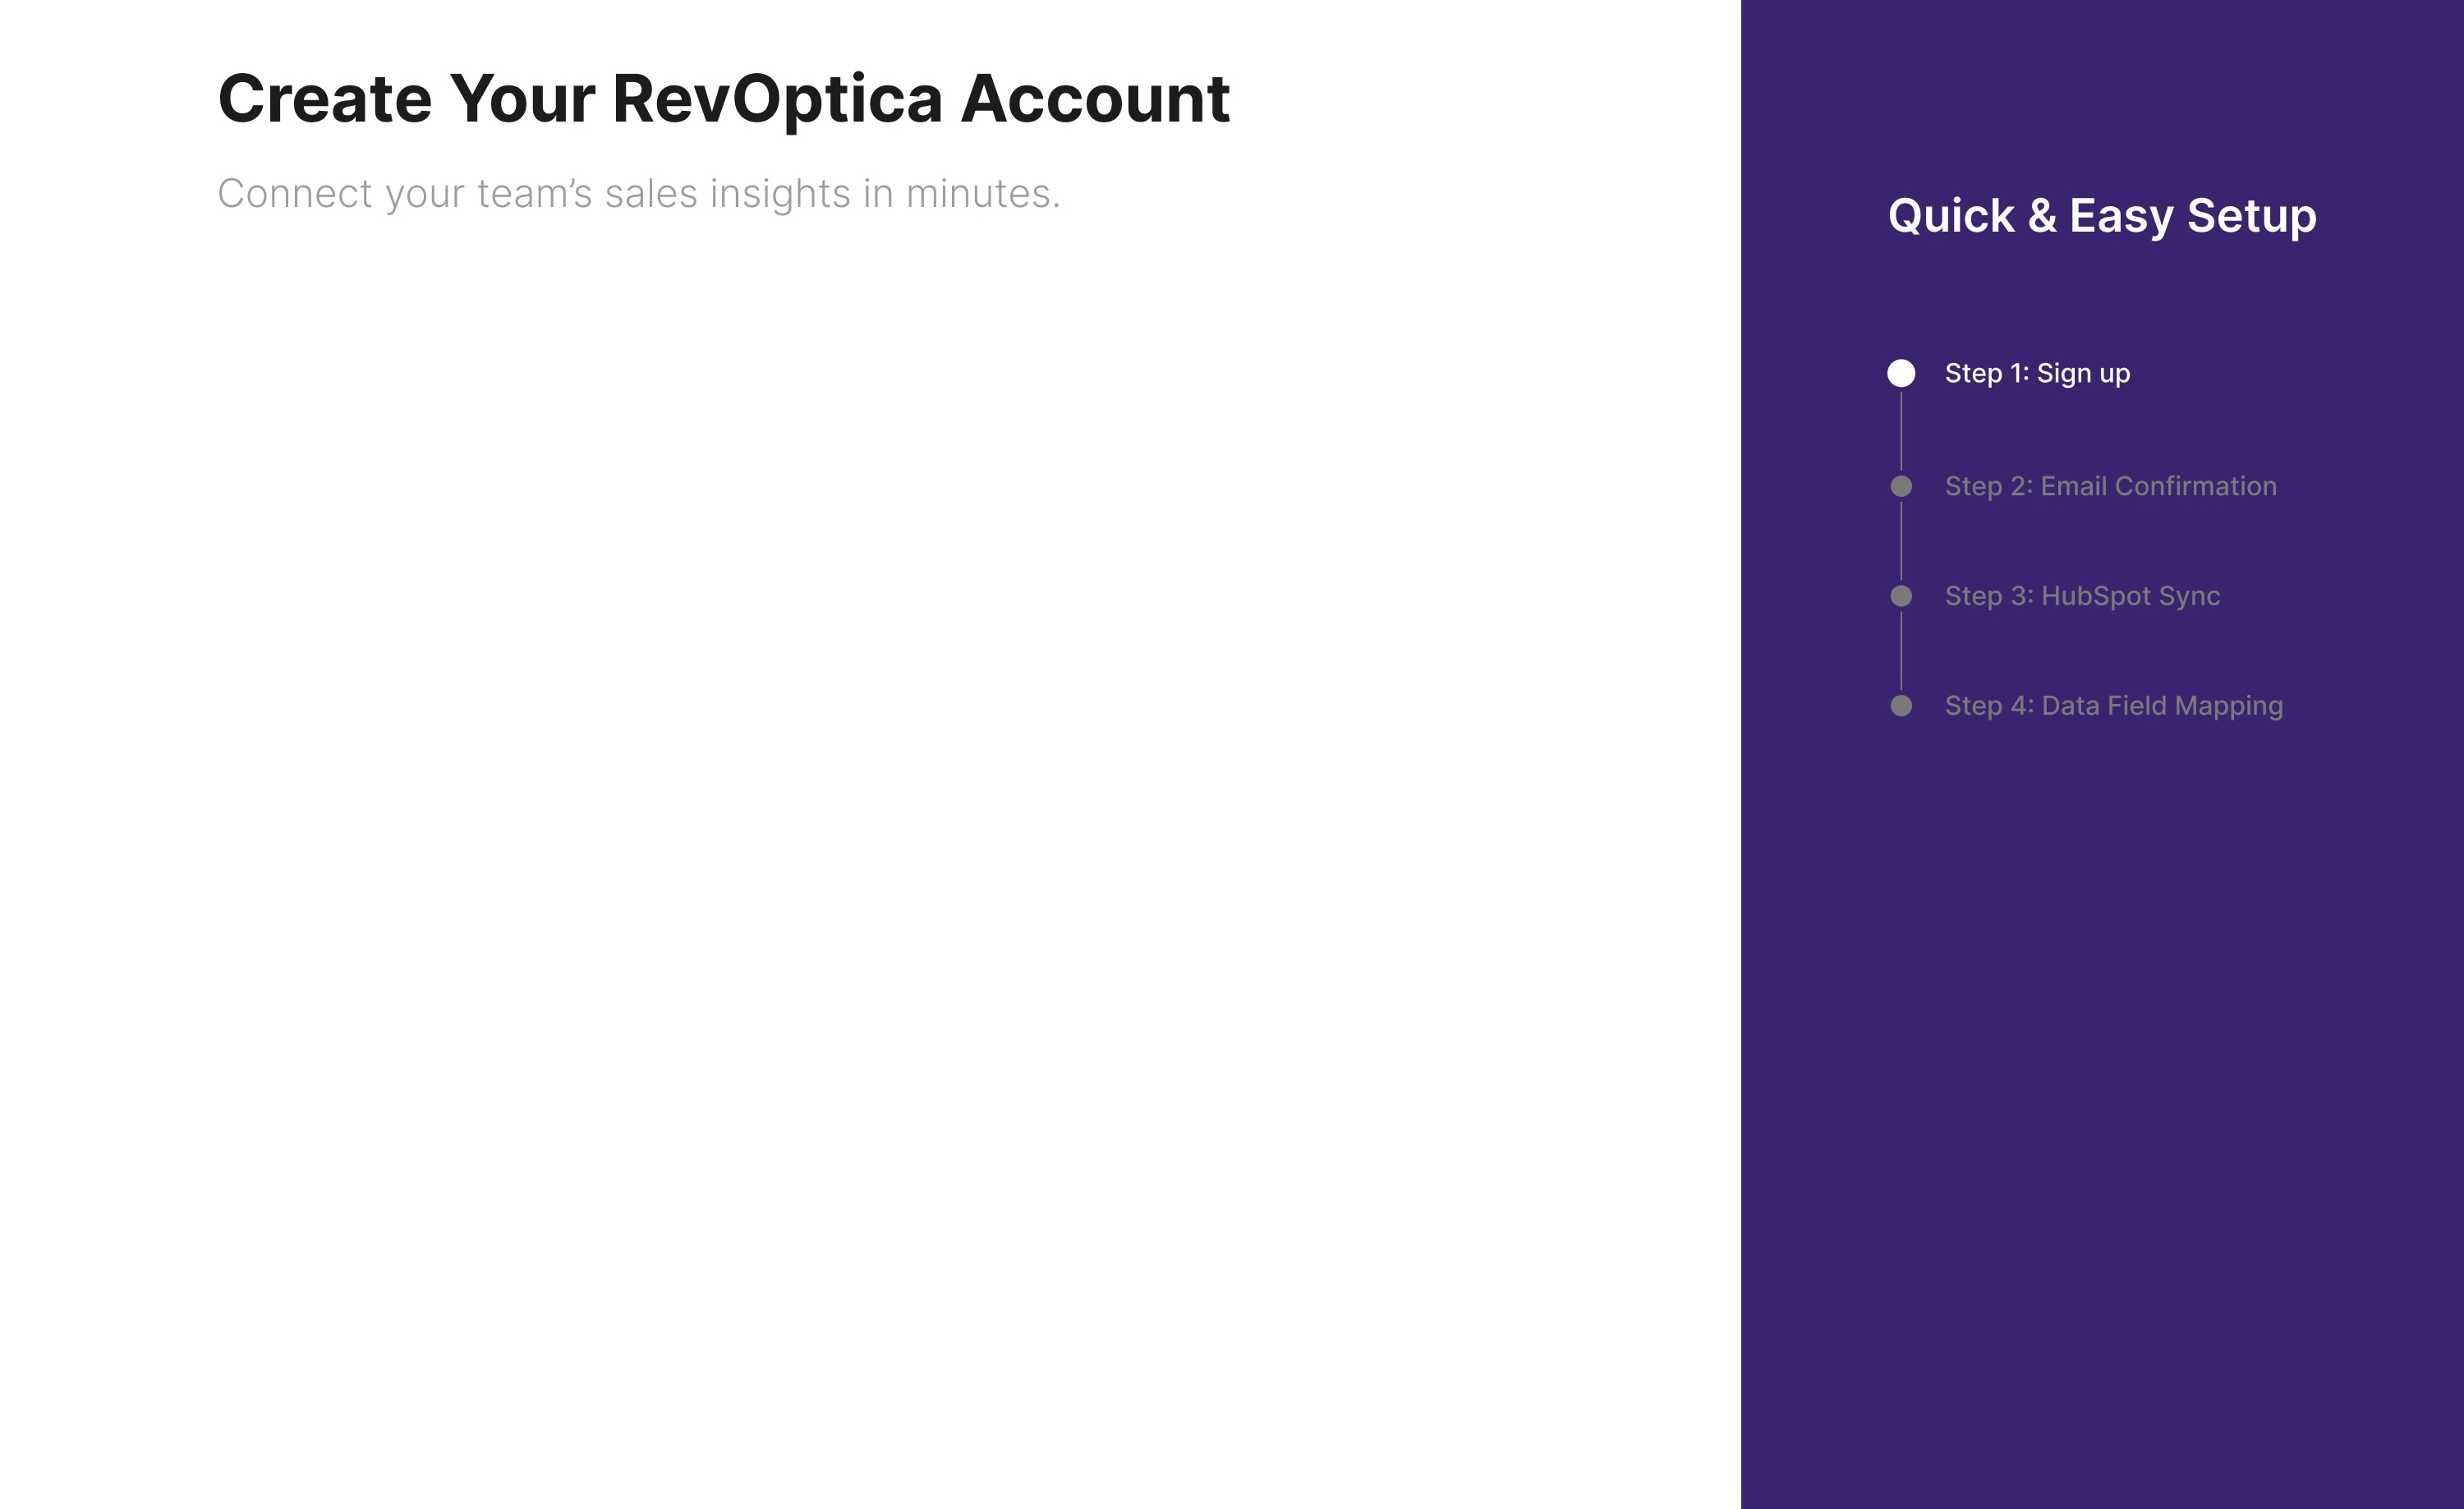 Create Your RevOptica Account
Connect your team’s sales insights in minutes.
Quick & Easy Setup
Step 1: Sign up
Step 2: Email Confirmation
Step 3: HubSpot Sync
Step 4: Data Field Mapping